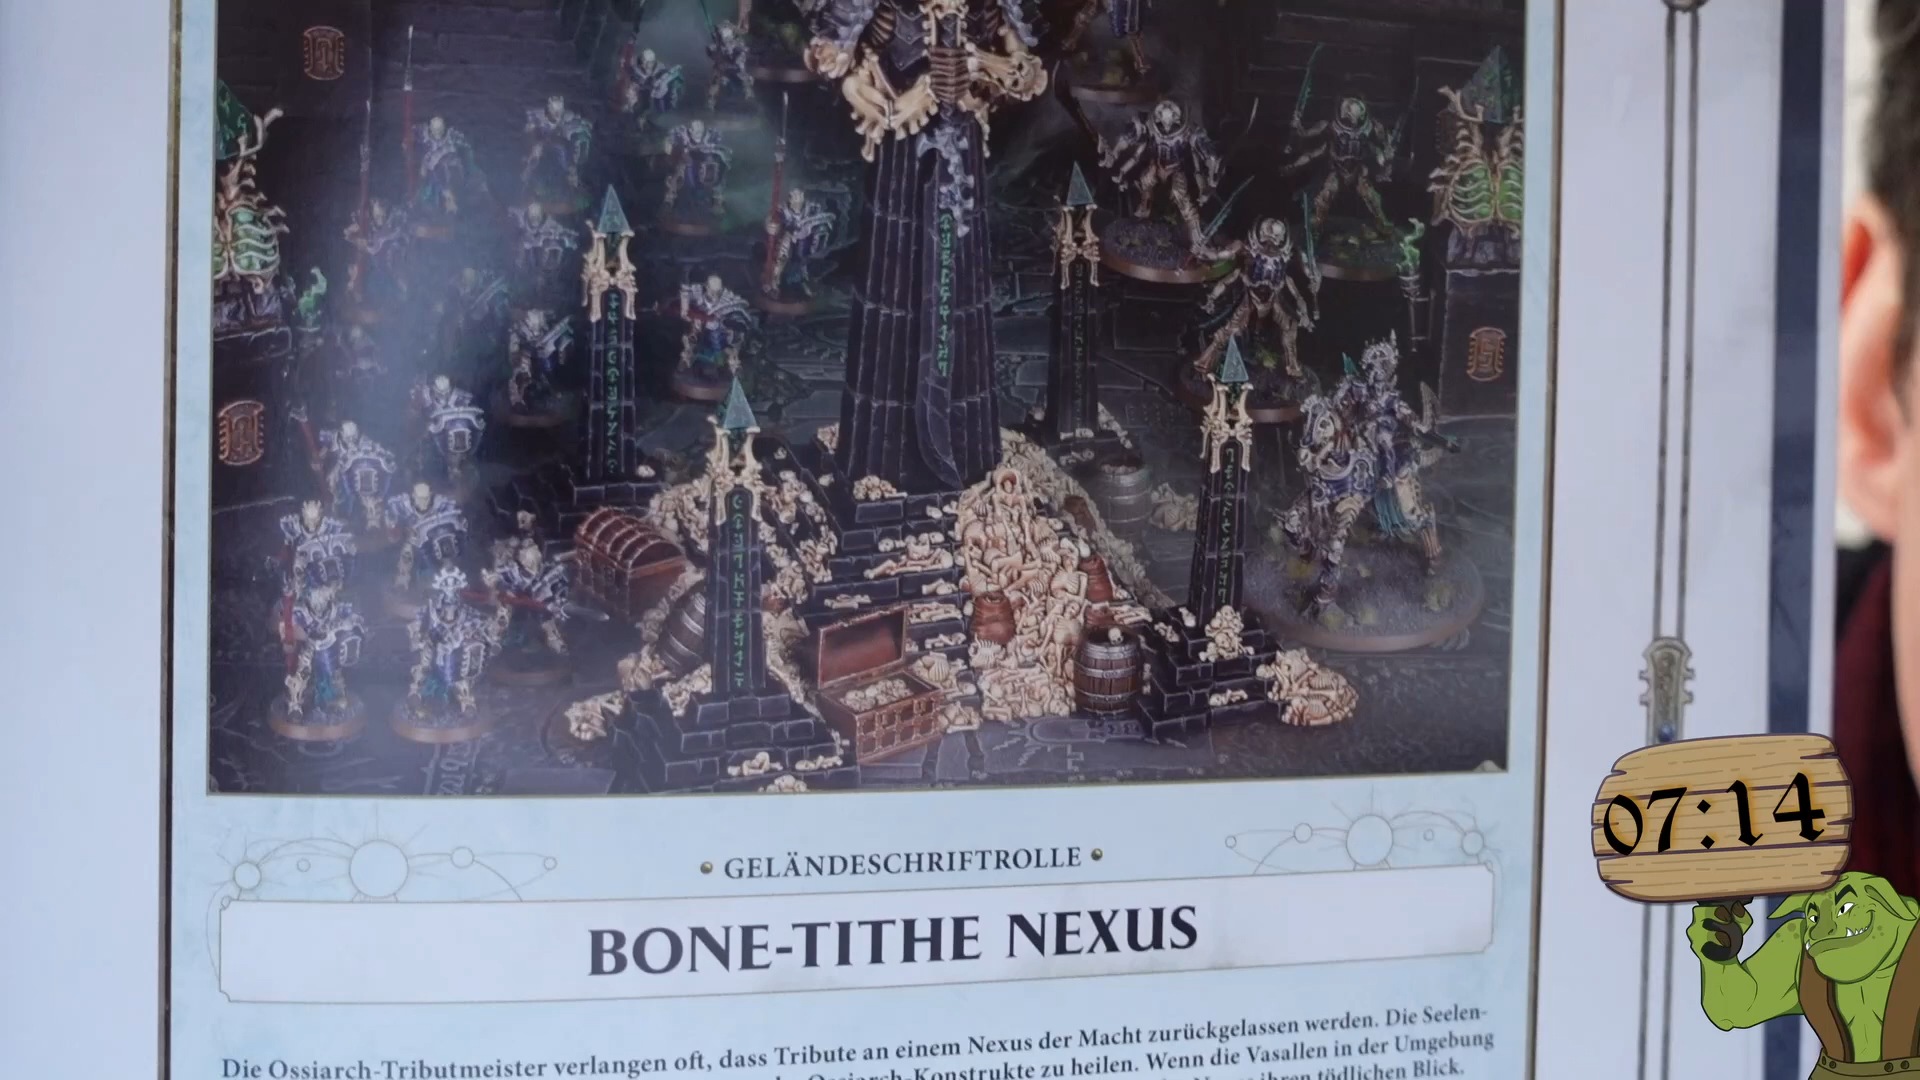 GELÄNDESCHRIFTROLLE
BONE-TITHE NEXUS
Die Ossiarch-Tributmeister verlangen oft, dass Tribute an einem Nexus der Macht zurückgelassen werden. Die Seelen-
Ossiarch-Konstrukte zu heilen. Wenn die Vasallen in der Umgebung
ihren tödlichen Blick.
07:14